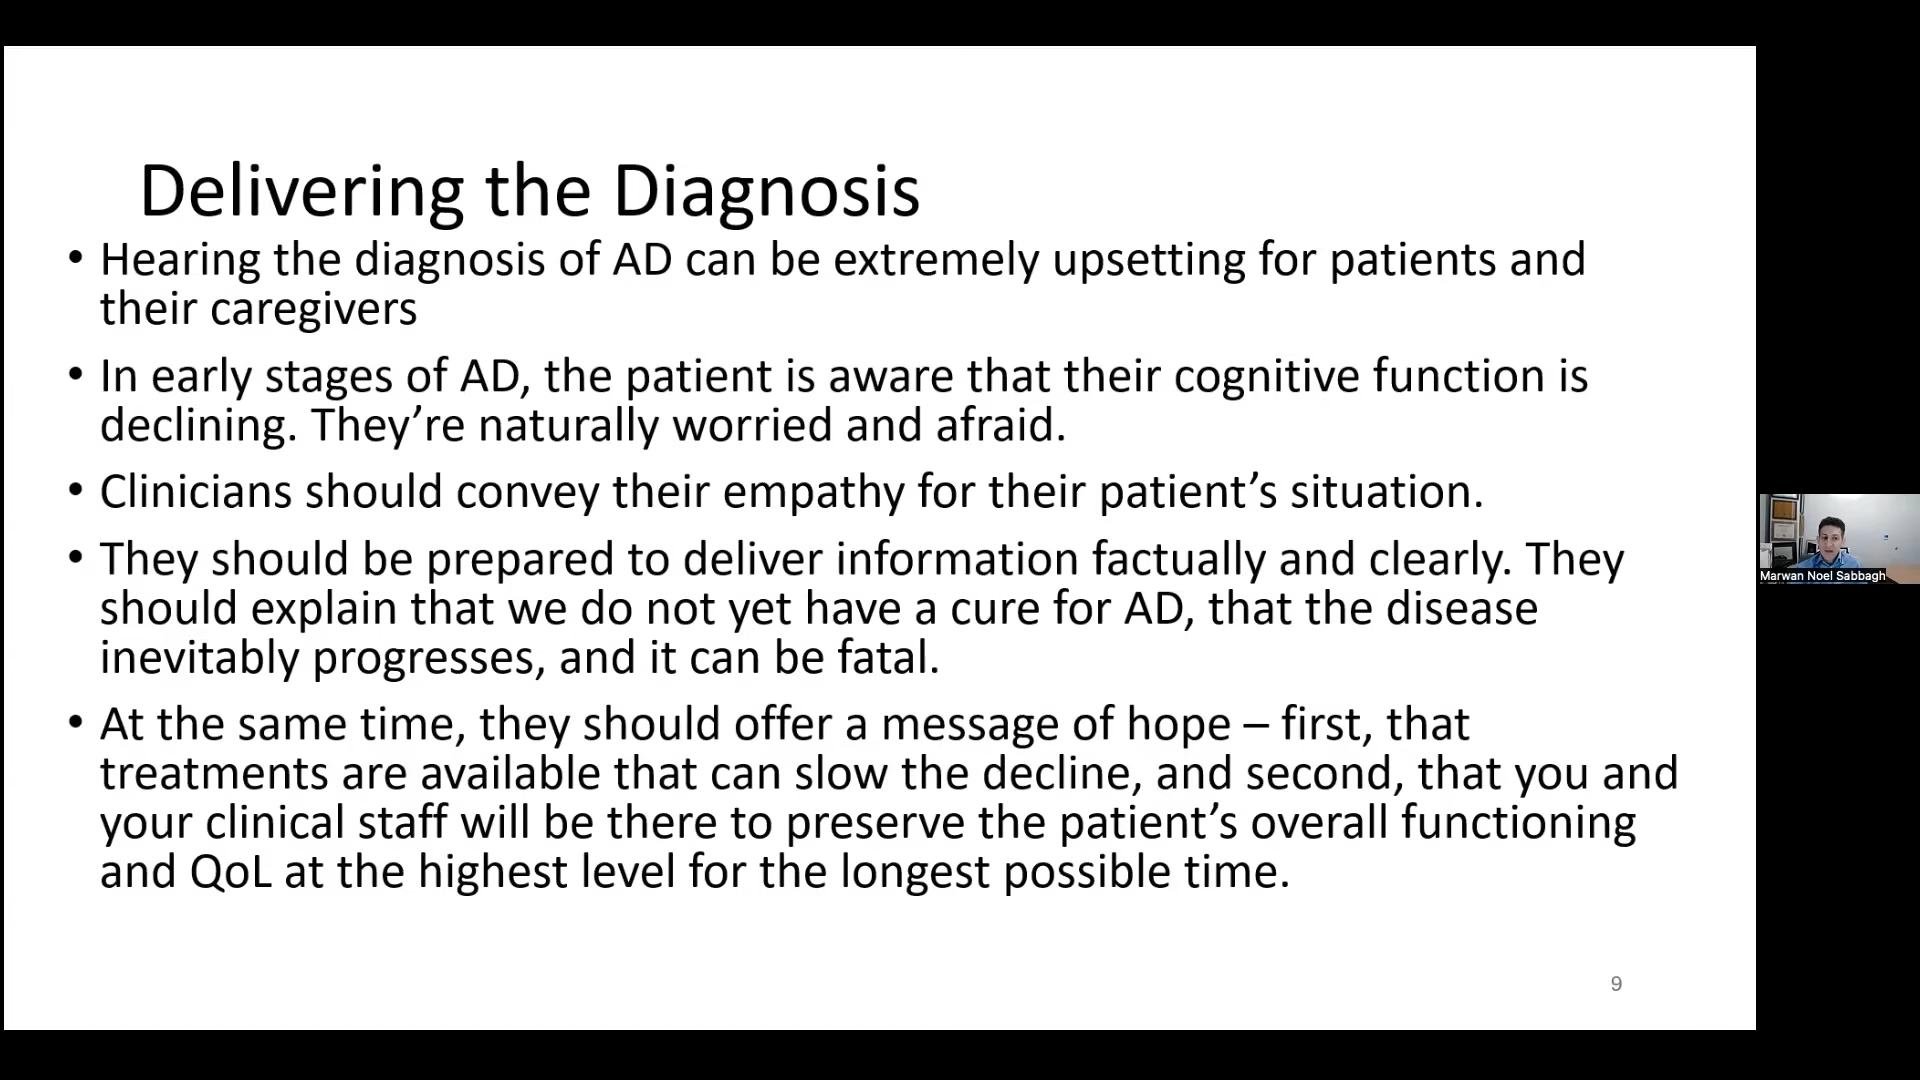 Delivering the Diagnosis
• Hearing the diagnosis of AD can be extremely upsetting for patients and
their caregivers
• In early stages of AD, the patient is aware that their cognitive function is
declining. They’re naturally worried and afraid.
• Clinicians should convey their empathy for their patient’s situation.
• They should be prepared to deliver information factually and clearly. They
should explain that we do not yet have a cure for AD, that the disease
inevitably progresses, and it can be fatal.
• At the same time, they should offer a message of hope – first, that
treatments are available that can slow the decline, and second, that you and
your clinical staff will be there to preserve the patient’s overall functioning
and QoL at the highest level for the longest possible time.
9
Marwan Noel Sabbagh